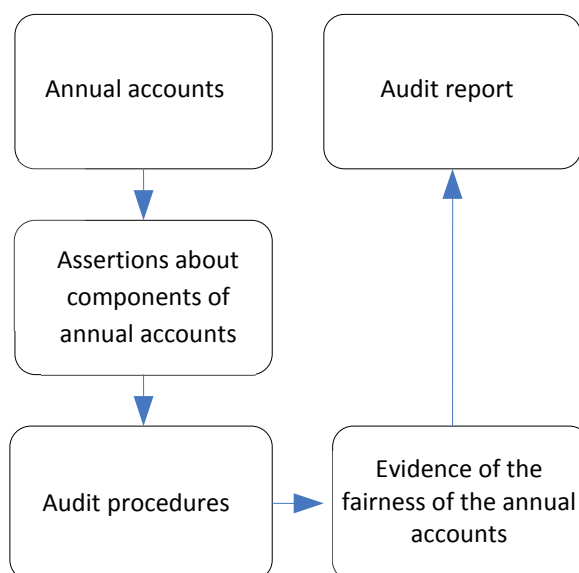 Annual accounts
Audit report
Assertions about
components of
annual accounts
Audit procedures
Evidence of the
fairness of the annual
accounts